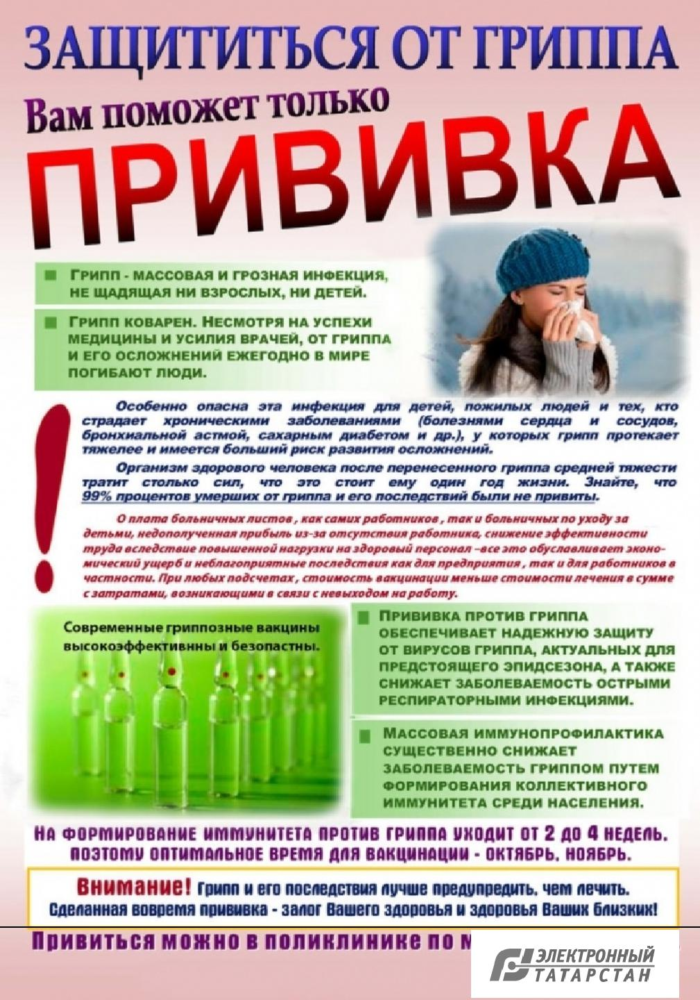 ЗАЩИТИТЬСЯ ОТ ГРИППА
Вам поможет только
ПРИВИВКА
Грипп - массовая и грозная инфекция,
не щадящая ни взрослых, ни детей.
Грипп коварен. Несмотря на успехи
медицины и усилия врачей, от гриппа
и его осложнений ежегодно в мире
погибают люди.
Особенно опасна эта инфекция для детей, пожилых людей и тех, кто
страдает хроническими заболеваниями (болезнями сердца и сосудов,
бронхиальной астмой, сахарным диабетом и др.), у которых грипп протекает
тяжелее и имеется больший риск развития осложнений.
Организм здорового человека после перенесенного гриппа средней тяжести
тратит столько сил, что это стоит ему один год жизни. Знайте, что
99% процентов умерших от гриппа и его последствий были не привиты.
О плата больничных листов , как самих работников , так и больничных по уходу за
детьми, недополученная прибыль из-за отсутствия работника, снижение эффективности
труда вследствие повышенной нагрузки на здоровый персонал –все это обуславливает эконо-
мический ущерб и неблагоприятные последствия как для предприятия , так и для работников в
частности. При любых подсчетах , стоимость вакцинации меньше стоимости лечения в сумме
с затратами, возникающими в связи с невыходом на работу.
Современные гриппозные вакцины
высокоэффективнны и безопастны.
Прививка против гриппа
обеспечивает надежную защиту
от вирусов гриппа, актуальных для
предстоящего эпидсезона, а также
снижает заболеваемость острыми
респираторными инфекциями.
Массовая иммунопрофилактика
существенно снижает
заболеваемость гриппом путем
формирования коллективного
иммунитета среди населения.
На формирование иммунитета против гриппа уходит от 2 до 4 недель,
поэтому оптимальное время для вакцинации - октябрь, ноябрь.
Внимание! Грипп и его последствия лучше предупредить, чем лечить.
Сделанная вовремя прививка - залог Вашего здоровья и здоровья Ваших близких!
Привиться можно в поликлинике по м
ЭЛЕКТРОННЫЙ
ТАТАРСТАН